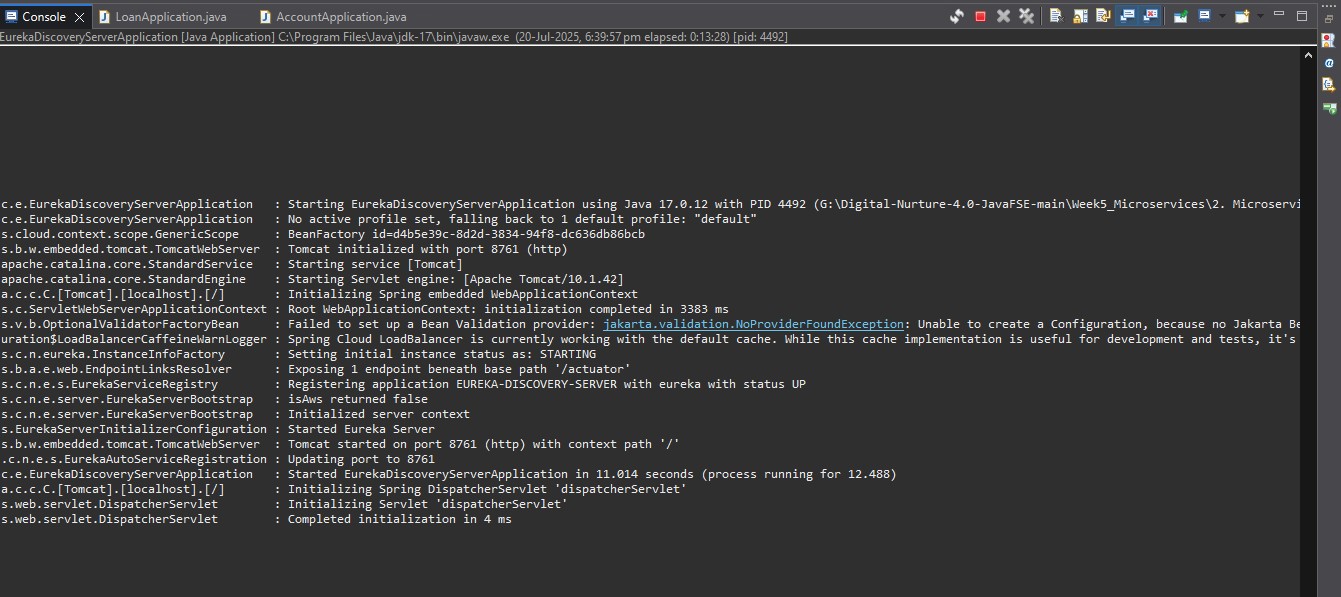 Console LoanApplication.java AccountApplication.java
EurekaDiscoveryServerApplication [Java Application] C:\Program Files\Java\jdk-17\bin\javaw.exe (20-Jul-2025, 6:39:57 pm elapsed: 0:13:28) [pid: 4492]
c.e.EurekaDiscoveryServerApplication : Starting EurekaDiscoveryServerApplication using Java 17.0.12 with PID 4492 (G:\Digital-Nurture-4.0-JavaFSE-main\Week5_Microservices\2. Microservi
c.e.EurekaDiscoveryServerApplication : No active profile set, falling back to 1 default profile: "default"
s.cloud.context.scope.GenericScope : BeanFactory id=d4b5e39c-8d2d-3834-94f8-dc636db86bcb
s.b.w.embedded.tomcat.TomcatWebServer : Tomcat initialized with port 8761 (http)
apache.catalina.core.StandardService : Starting service [Tomcat]
apache.catalina.core.StandardEngine : Starting Servlet engine: [Apache Tomcat/10.1.42]
a.c.c.C.[Tomcat].[localhost].[/] : Initializing Spring embedded WebApplicationContext
s.c.ServletWebServerApplicationContext : Root WebApplicationContext: initialization completed in 3383 ms
s.v.b.OptionalValidatorFactoryBean : Failed to set up a Bean Validation provider: jakarta.validation.NoProviderFoundException: Unable to create a Configuration, because no Jakarta Be
uration$LoadBalancerCaffeineWarnLogger : Spring Cloud LoadBalancer is currently working with the default cache. While this cache implementation is useful for development and tests, it's
s.c.n.eureka.InstanceInfoFactory : Setting initial instance status as: STARTING
s.b.a.e.web.EndpointLinksResolver : Exposing 1 endpoint beneath base path '/actuator'
s.c.n.e.s.EurekaServiceRegistry : Registering application EUREKA-DISCOVERY-SERVER with eureka with status UP
s.c.n.e.server.EurekaServerBootstrap : isAws returned false
s.c.n.e.server.EurekaServerBootstrap : Initialized server context
s.EurekaServerInitializerConfiguration : Started Eureka Server
s.b.w.embedded.tomcat.TomcatWebServer : Tomcat started on port 8761 (http) with context path '/'
.c.n.e.s.EurekaAutoServiceRegistration : Updating port to 8761
c.e.EurekaDiscoveryServerApplication : Started EurekaDiscoveryServerApplication in 11.014 seconds (process running for 12.488)
a.c.c.C.[Tomcat].[localhost].[/] : Initializing Spring DispatcherServlet 'dispatcherServlet'
s.web.servlet.DispatcherServlet : Initializing Servlet 'dispatcherServlet'
s.web.servlet.DispatcherServlet : Completed initialization in 4 ms